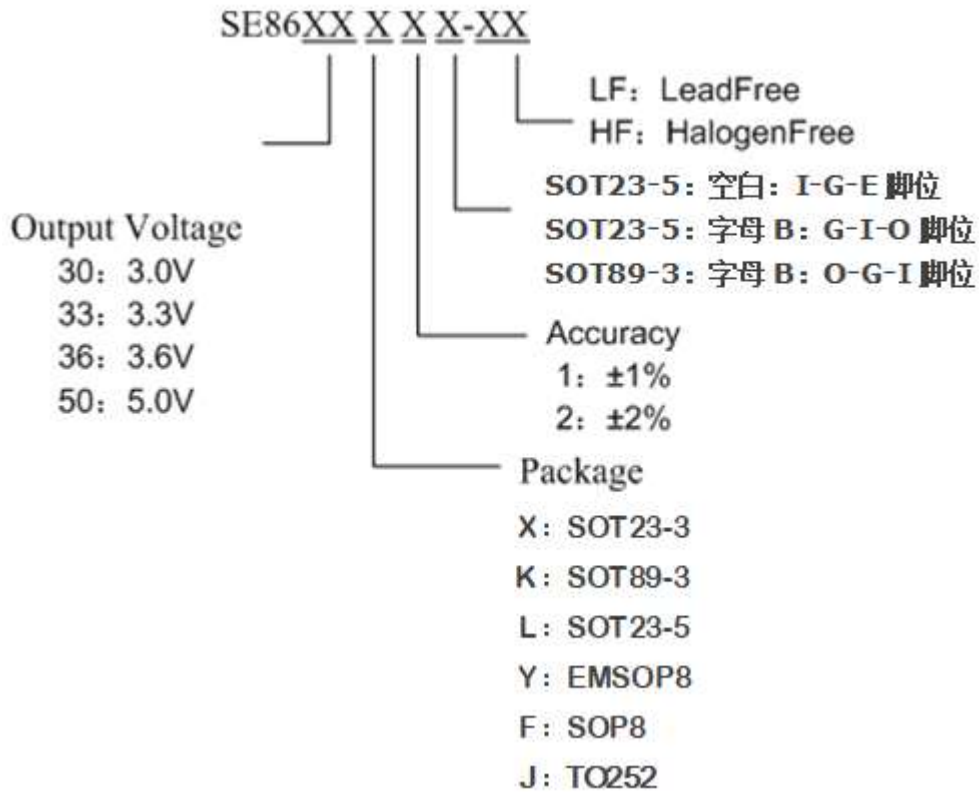 SE86XX X X X-XX
LF: LeadFree
HF: HalogenFree
SOT23-5: 空白: I-G-E 脚位
SOT23-5: 字母 B: G-I-O 脚位
SOT89-3: 字母 B: O-G-I 脚位
Output Voltage
30: 3.0V
33: 3.3V
36: 3.6V
50: 5.0V
Accuracy
1: ±1%
2: ±2%
Package
X: SOT23-3
K: SOT89-3
L: SOT23-5
Y: EMSOP8
F: SOP8
J: TO252